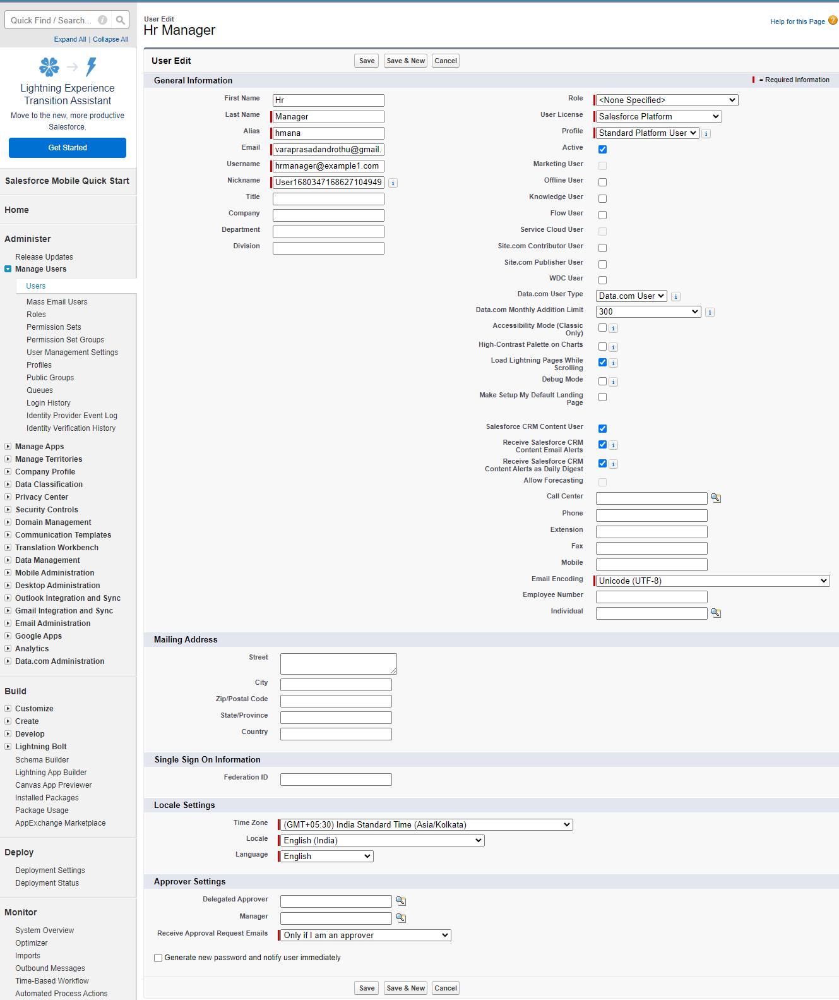 Quick Find / Search...
Expand All | Collapse All
Lightning Experience
Transition Assistant
Move to the new, more productive
Salesforce.
Get Started
Salesforce Mobile Quick Start
Home
Administer
Release Updates
Manage Users
Users
Mass Email Users
Roles
Permission Sets
Permission Set Groups
User Management Settings
Profiles
Public Groups
Queues
Login History
Identity Provider Event Log
Identity Verification History
Manage Apps
Manage Territories
Company Profile
Data Classification
Privacy Center
Security Controls
Domain Management
Communication Templates
Translation Workbench
Data Management
Mobile Administration
Desktop Administration
Outlook Integration and Sync
Gmail Integration and Sync
Email Administration
Google Apps
Analytics
Data.com Administration
Build
Customize
Create
Develop
Lightning Bolt
Schema Builder
Lightning App Builder
Canvas App Previewer
Installed Packages
Package Usage
AppExchange Marketplace
Deploy
Deployment Settings
Deployment Status
Monitor
System Overview
Optimizer
Imports
Outbound Messages
Time-Based Workflow
Automated Process Actions
User Edit
Hr Manager
Help for this Page ?
User Edit Save Save & New Cancel
General Information = Required Information
First Name Hr
Last Name Manager
Alias hmana
Email varaprasadandrothu@gmail.
Username hrmanager@example1.com
Nickname User1680347168627104949 i
Title
Company
Department
Division
Role <None Specified>
User License Salesforce Platform
Profile Standard Platform User i
Active
Marketing User
Offline User
Knowledge User
Flow User
Service Cloud User
Site.com Contributor User
Site.com Publisher User
WDC User
Data.com User Type Data.com User i
Data.com Monthly Addition Limit 300 i
Accessibility Mode (Classic
Only) i
High-Contrast Palette on Charts i
Load Lightning Pages While
Scrolling i
Debug Mode i
Make Setup My Default Landing
Page
Salesforce CRM Content User
Receive Salesforce CRM
Content Email Alerts i
Receive Salesforce CRM
Content Alerts as Daily Digest i
Allow Forecasting
Call Center
Phone
Extension
Fax
Mobile
Email Encoding Unicode (UTF-8)
Employee Number
Individual
Mailing Address
Street
City
Zip/Postal Code
State/Province
Country
Single Sign On Information
Federation ID
Locale Settings
Time Zone (GMT+05:30) India Standard Time (Asia/Kolkata)
Locale English (India)
Language English
Approver Settings
Delegated Approver
Manager
Receive Approval Request Emails Only if I am an approver
Generate new password and notify user immediately
Save Save & New Cancel